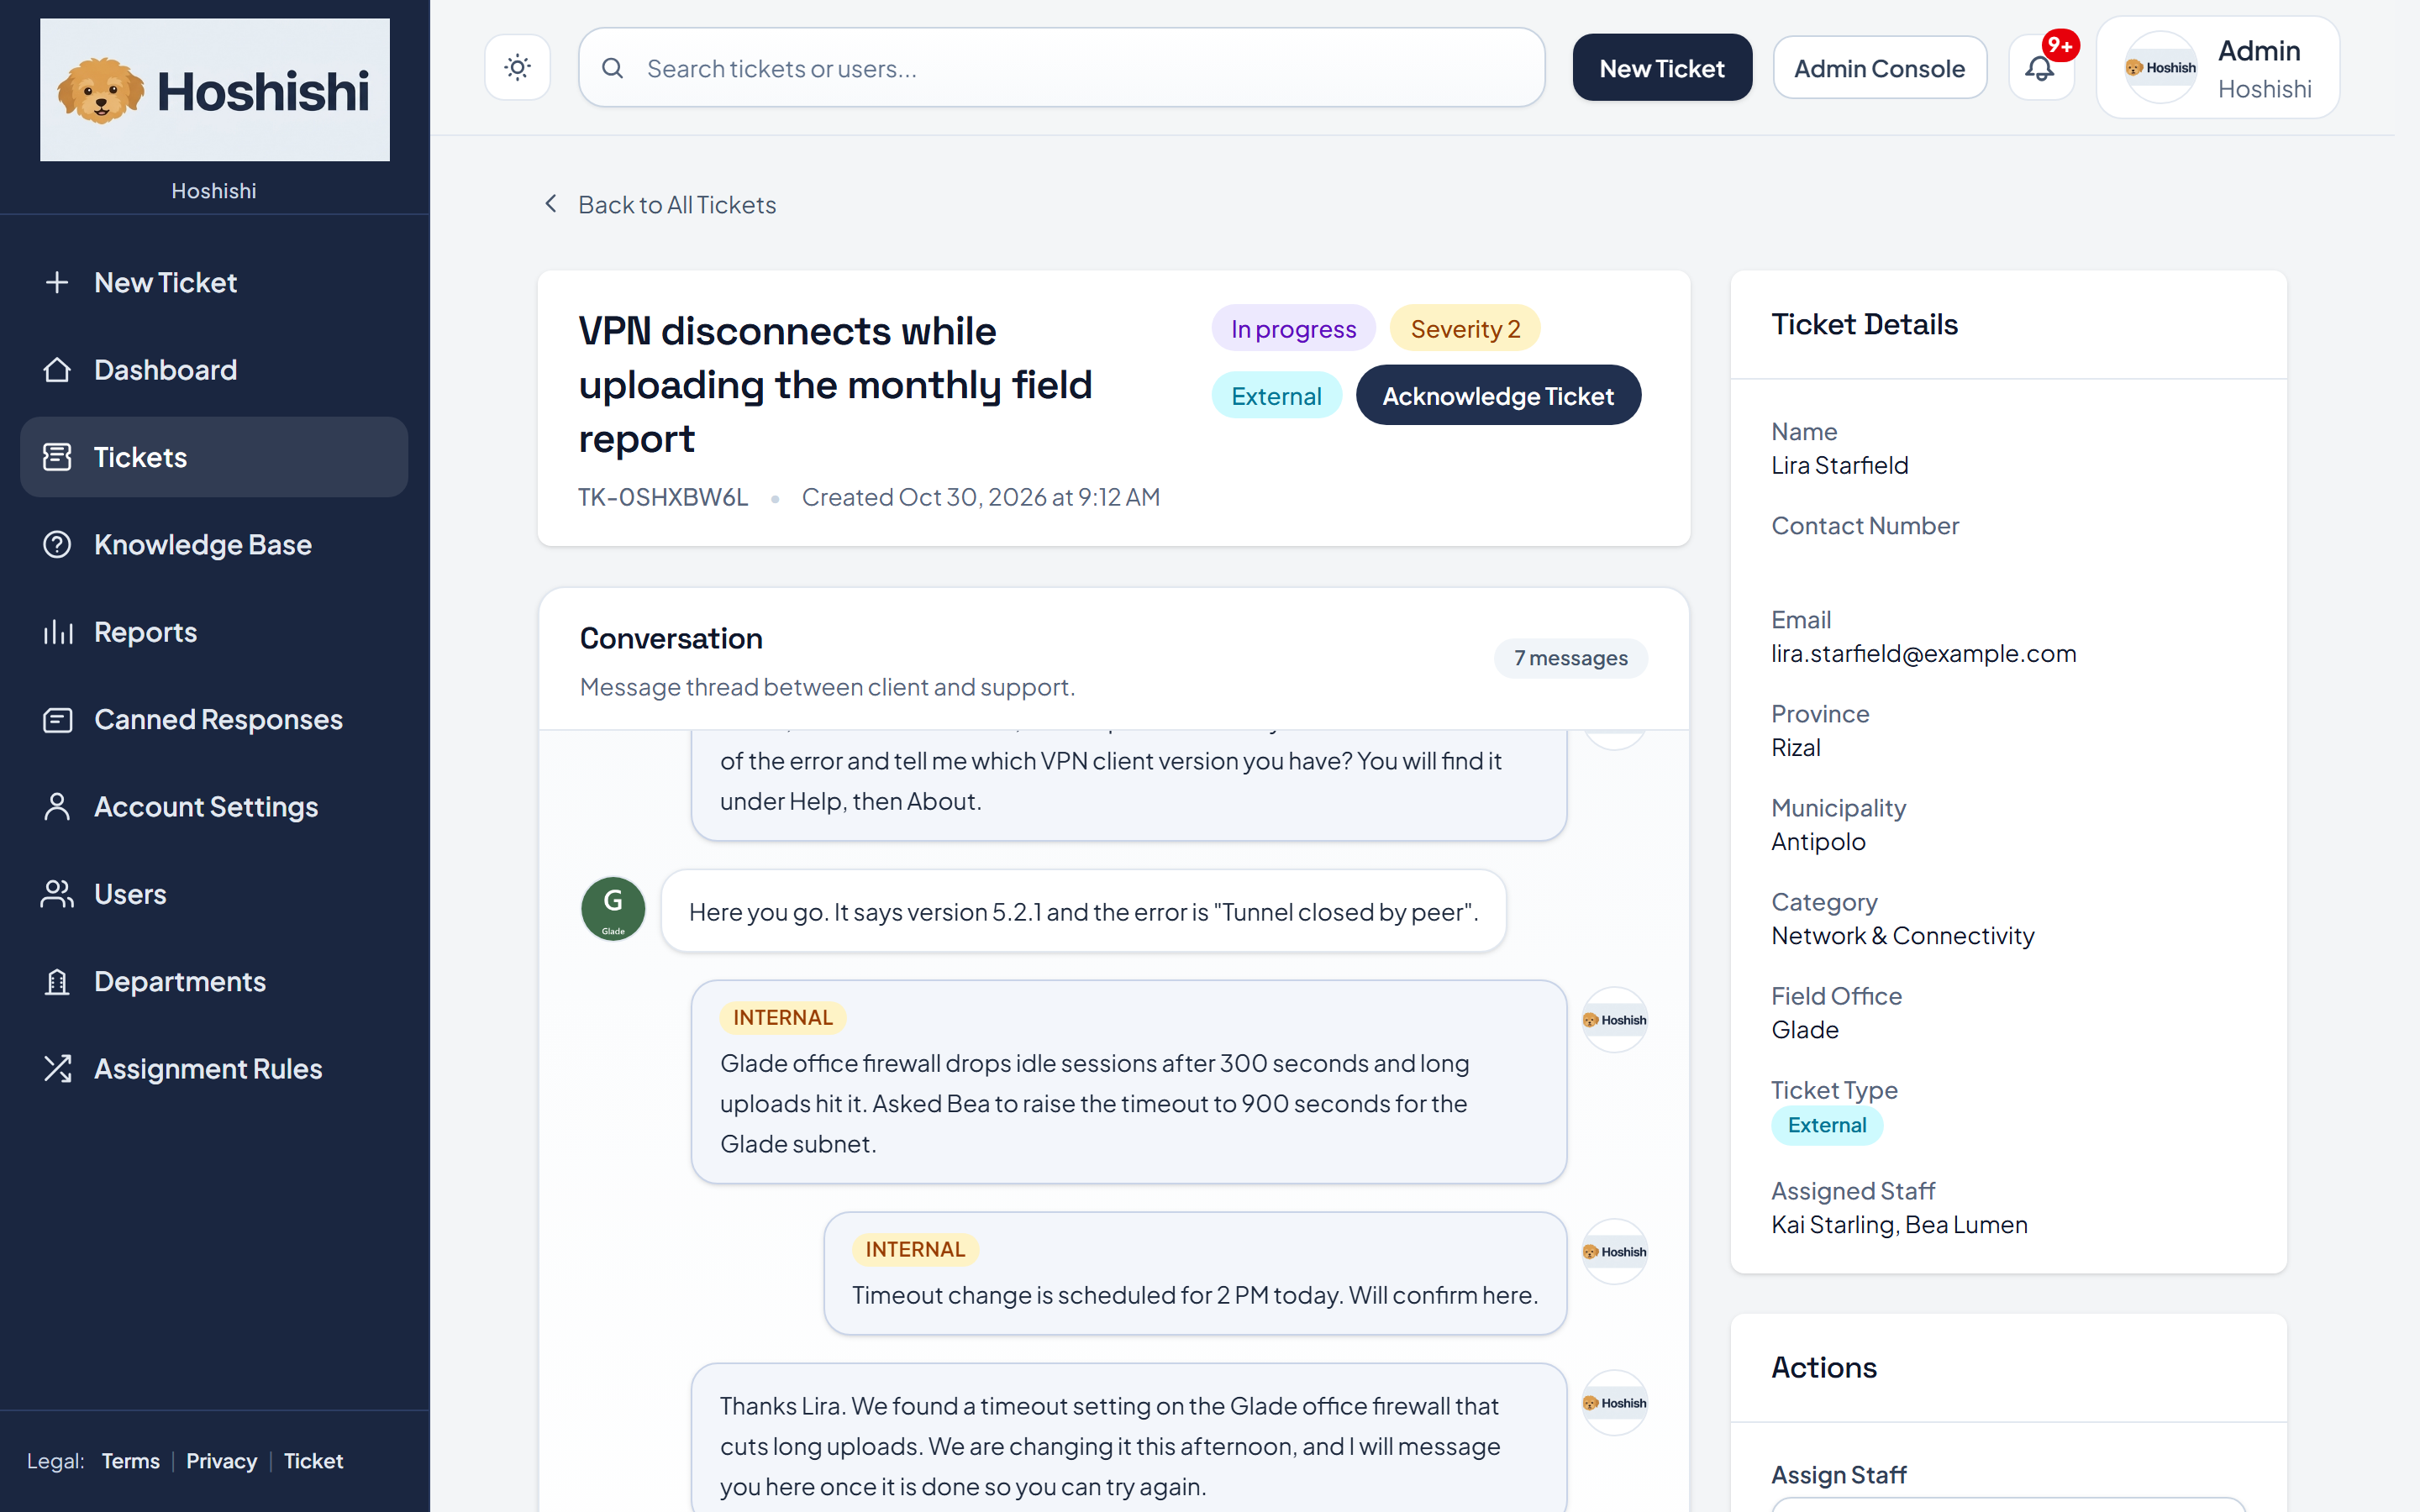 Hoshishi
Hoshishi
New Ticket
Dashboard
Tickets
Knowledge Base
Reports
Canned Responses
Account Settings
Users
Departments
Assignment Rules
Legal: Terms | Privacy | Ticket
Search tickets or users...
New Ticket
Admin Console
9+
Hoshish
Admin
Hoshishi
Back to All Tickets
VPN disconnects while
uploading the monthly field
report
In progress
Severity 2
External
Acknowledge Ticket
TK-0SHXBW6L • Created Oct 30, 2026 at 9:12 AM
Conversation
Message thread between client and support.
7 messages
of the error and tell me which VPN client version you have? You will find it
under Help, then About.
G
Glade
Here you go. It says version 5.2.1 and the error is "Tunnel closed by peer".
INTERNAL
Glade office firewall drops idle sessions after 300 seconds and long
uploads hit it. Asked Bea to raise the timeout to 900 seconds for the
Glade subnet.
Hoshish
INTERNAL
Timeout change is scheduled for 2 PM today. Will confirm here.
Hoshish
Thanks Lira. We found a timeout setting on the Glade office firewall that
cuts long uploads. We are changing it this afternoon, and I will message
you here once it is done so you can try again.
Hoshish
Ticket Details
Name
Lira Starfield
Contact Number
Email
lira.starfield@example.com
Province
Rizal
Municipality
Antipolo
Category
Network & Connectivity
Field Office
Glade
Ticket Type
External
Assigned Staff
Kai Starling, Bea Lumen
Actions
Assign Staff